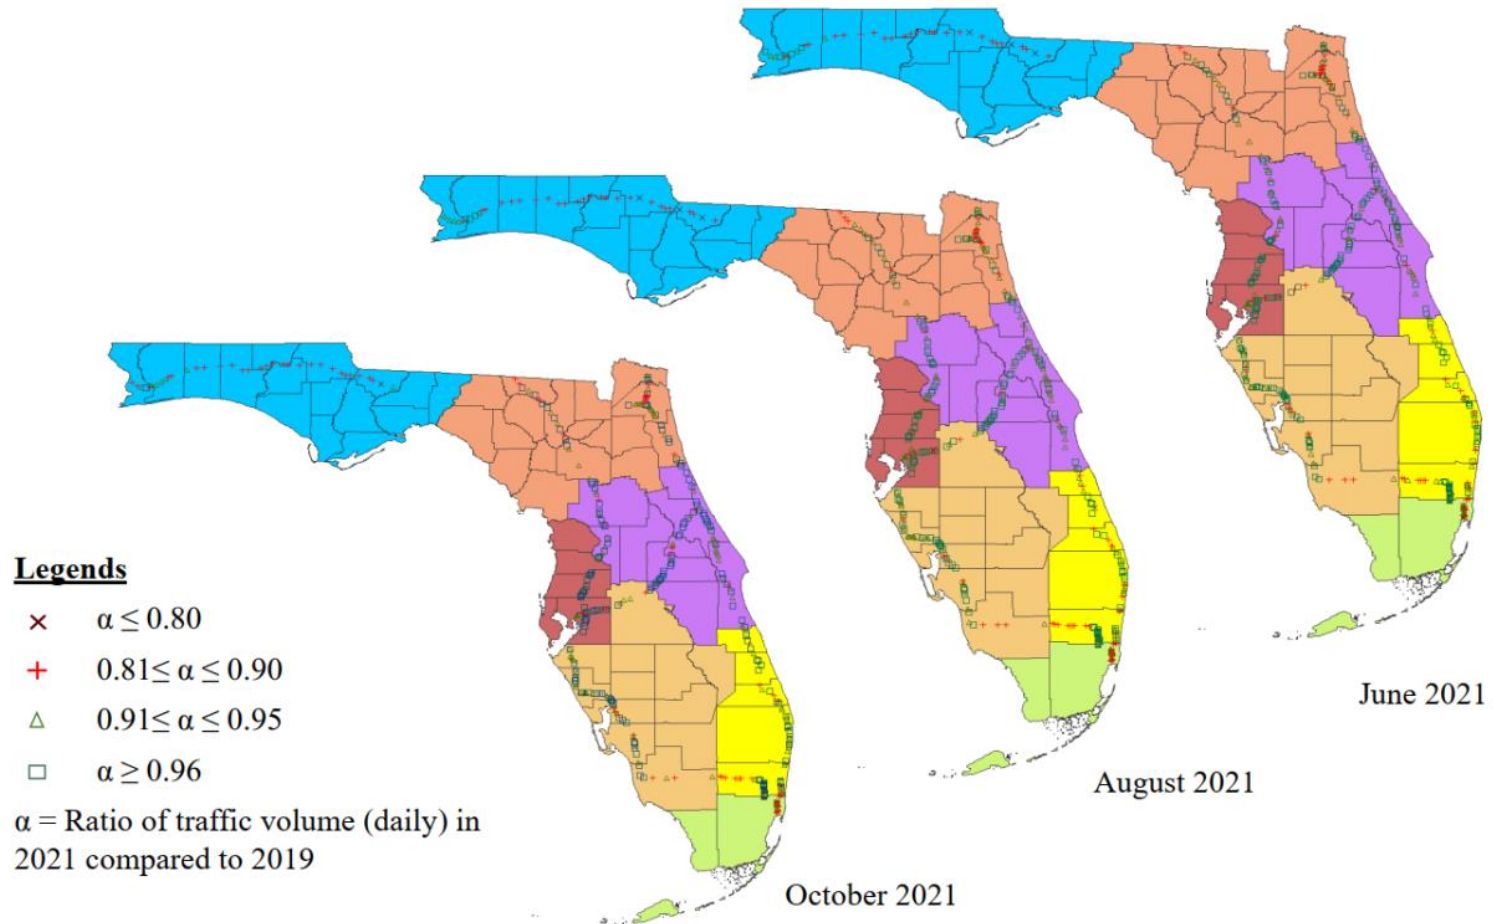 Legends
α ≤ 0.80
0.81≤ α ≤ 0.90
0.91≤ α ≤ 0.95
α ≥ 0.96
α = Ratio of traffic volume (daily) in
2021 compared to 2019
October 2021
August 2021
June 2021